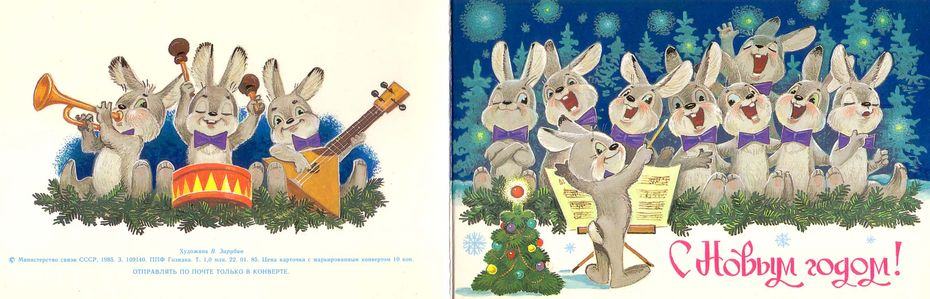 Художник В. Зарубин
© Министерство связи СССР, 1985. З. 109140. ППФ Гознака. Т. 1,0 млн. 22. 01. 85. Цена карточки с маркированным конвертом 10 коп.
ОТПРАВЛЯТЬ ПО ПОЧТЕ ТОЛЬКО В КОНВЕРТЕ.
С Новым годом!